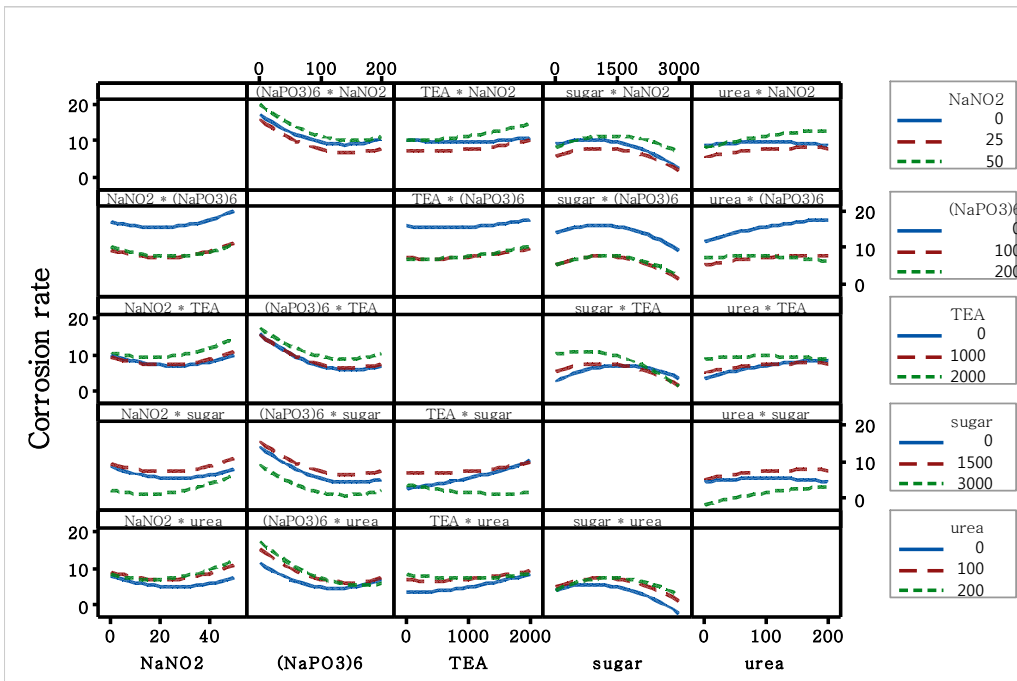 0 100 200 0 1500 3000
(NaPO3)6 * NaNO2 TEA * NaNO2 sugar * NaNO2 urea * NaNO2
20
10
0
NaNO2 * (NaPO3)6 TEA * (NaPO3)6 sugar * (NaPO3)6 urea * (NaPO3)6
20
10
0
NaNO2 * TEA (NaPO3)6 * TEA sugar * TEA urea * TEA
20
10
0
NaNO2 * sugar (NaPO3)6 * sugar TEA * sugar urea * sugar
20
10
0
NaNO2 * urea (NaPO3)6 * urea TEA * urea sugar * urea
20
10
0
0 20 40 0 1000 2000 0 100 200
NaNO2 (NaPO3)6 TEA sugar urea
Corrosion rate
NaNO2
0
25
50
(NaPO3)6
0
100
200
TEA
0
1000
2000
sugar
0
1500
3000
urea
0
100
200